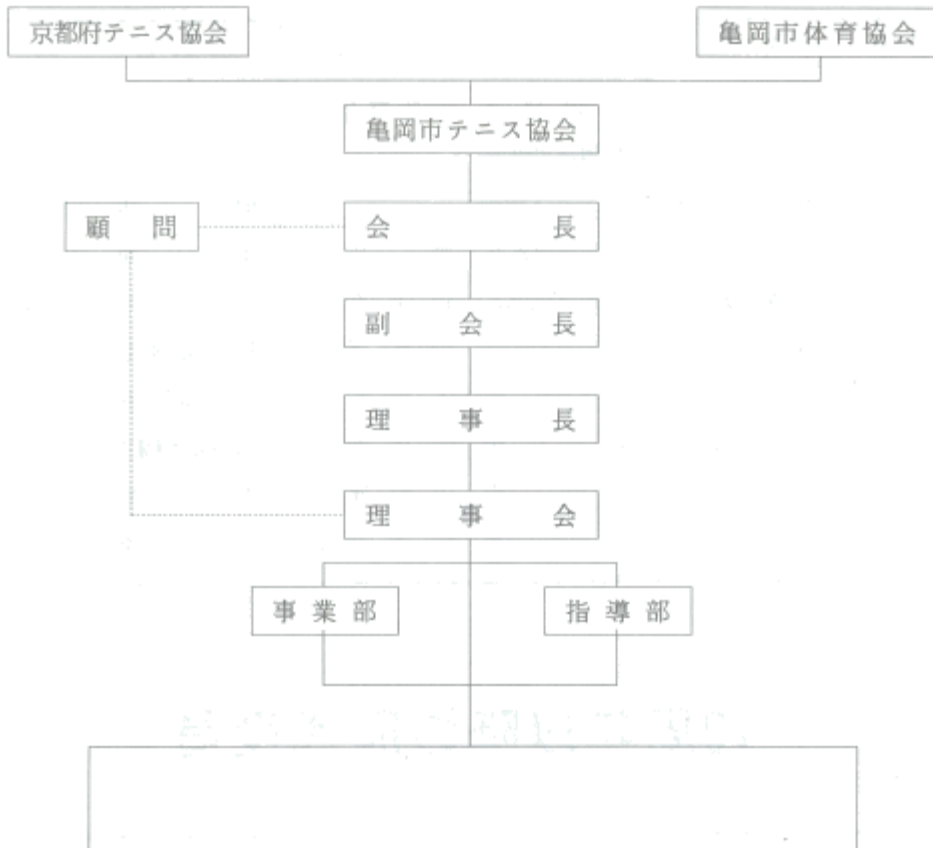 京都府テニス協会
亀岡市体育協会
亀岡市テニス協会
顧問
会長
副会長
理事長
理事会
事業部
指導部